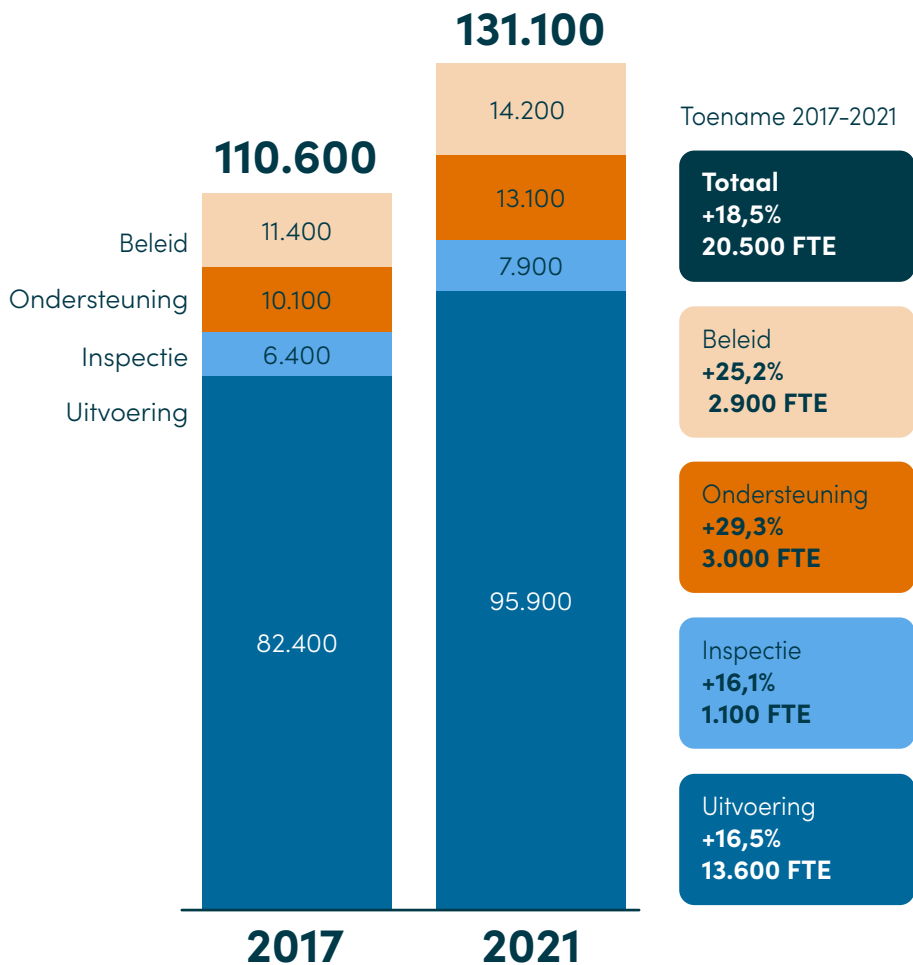 131.100
14.200
Toename 2017-2021
110.600
Totaal
+18,5%
20.500 FTE
13.100
Beleid
11.400
7.900
Ondersteuning
10.100
Beleid
+25,2%
2.900 FTE
Inspectie
6.400
Uitvoering
Ondersteuning
+29,3%
3.000 FTE
95.900
82.400
Inspectie
+16,1%
1.100 FTE
Uitvoering
+16,5%
13.600 FTE
2017
2021